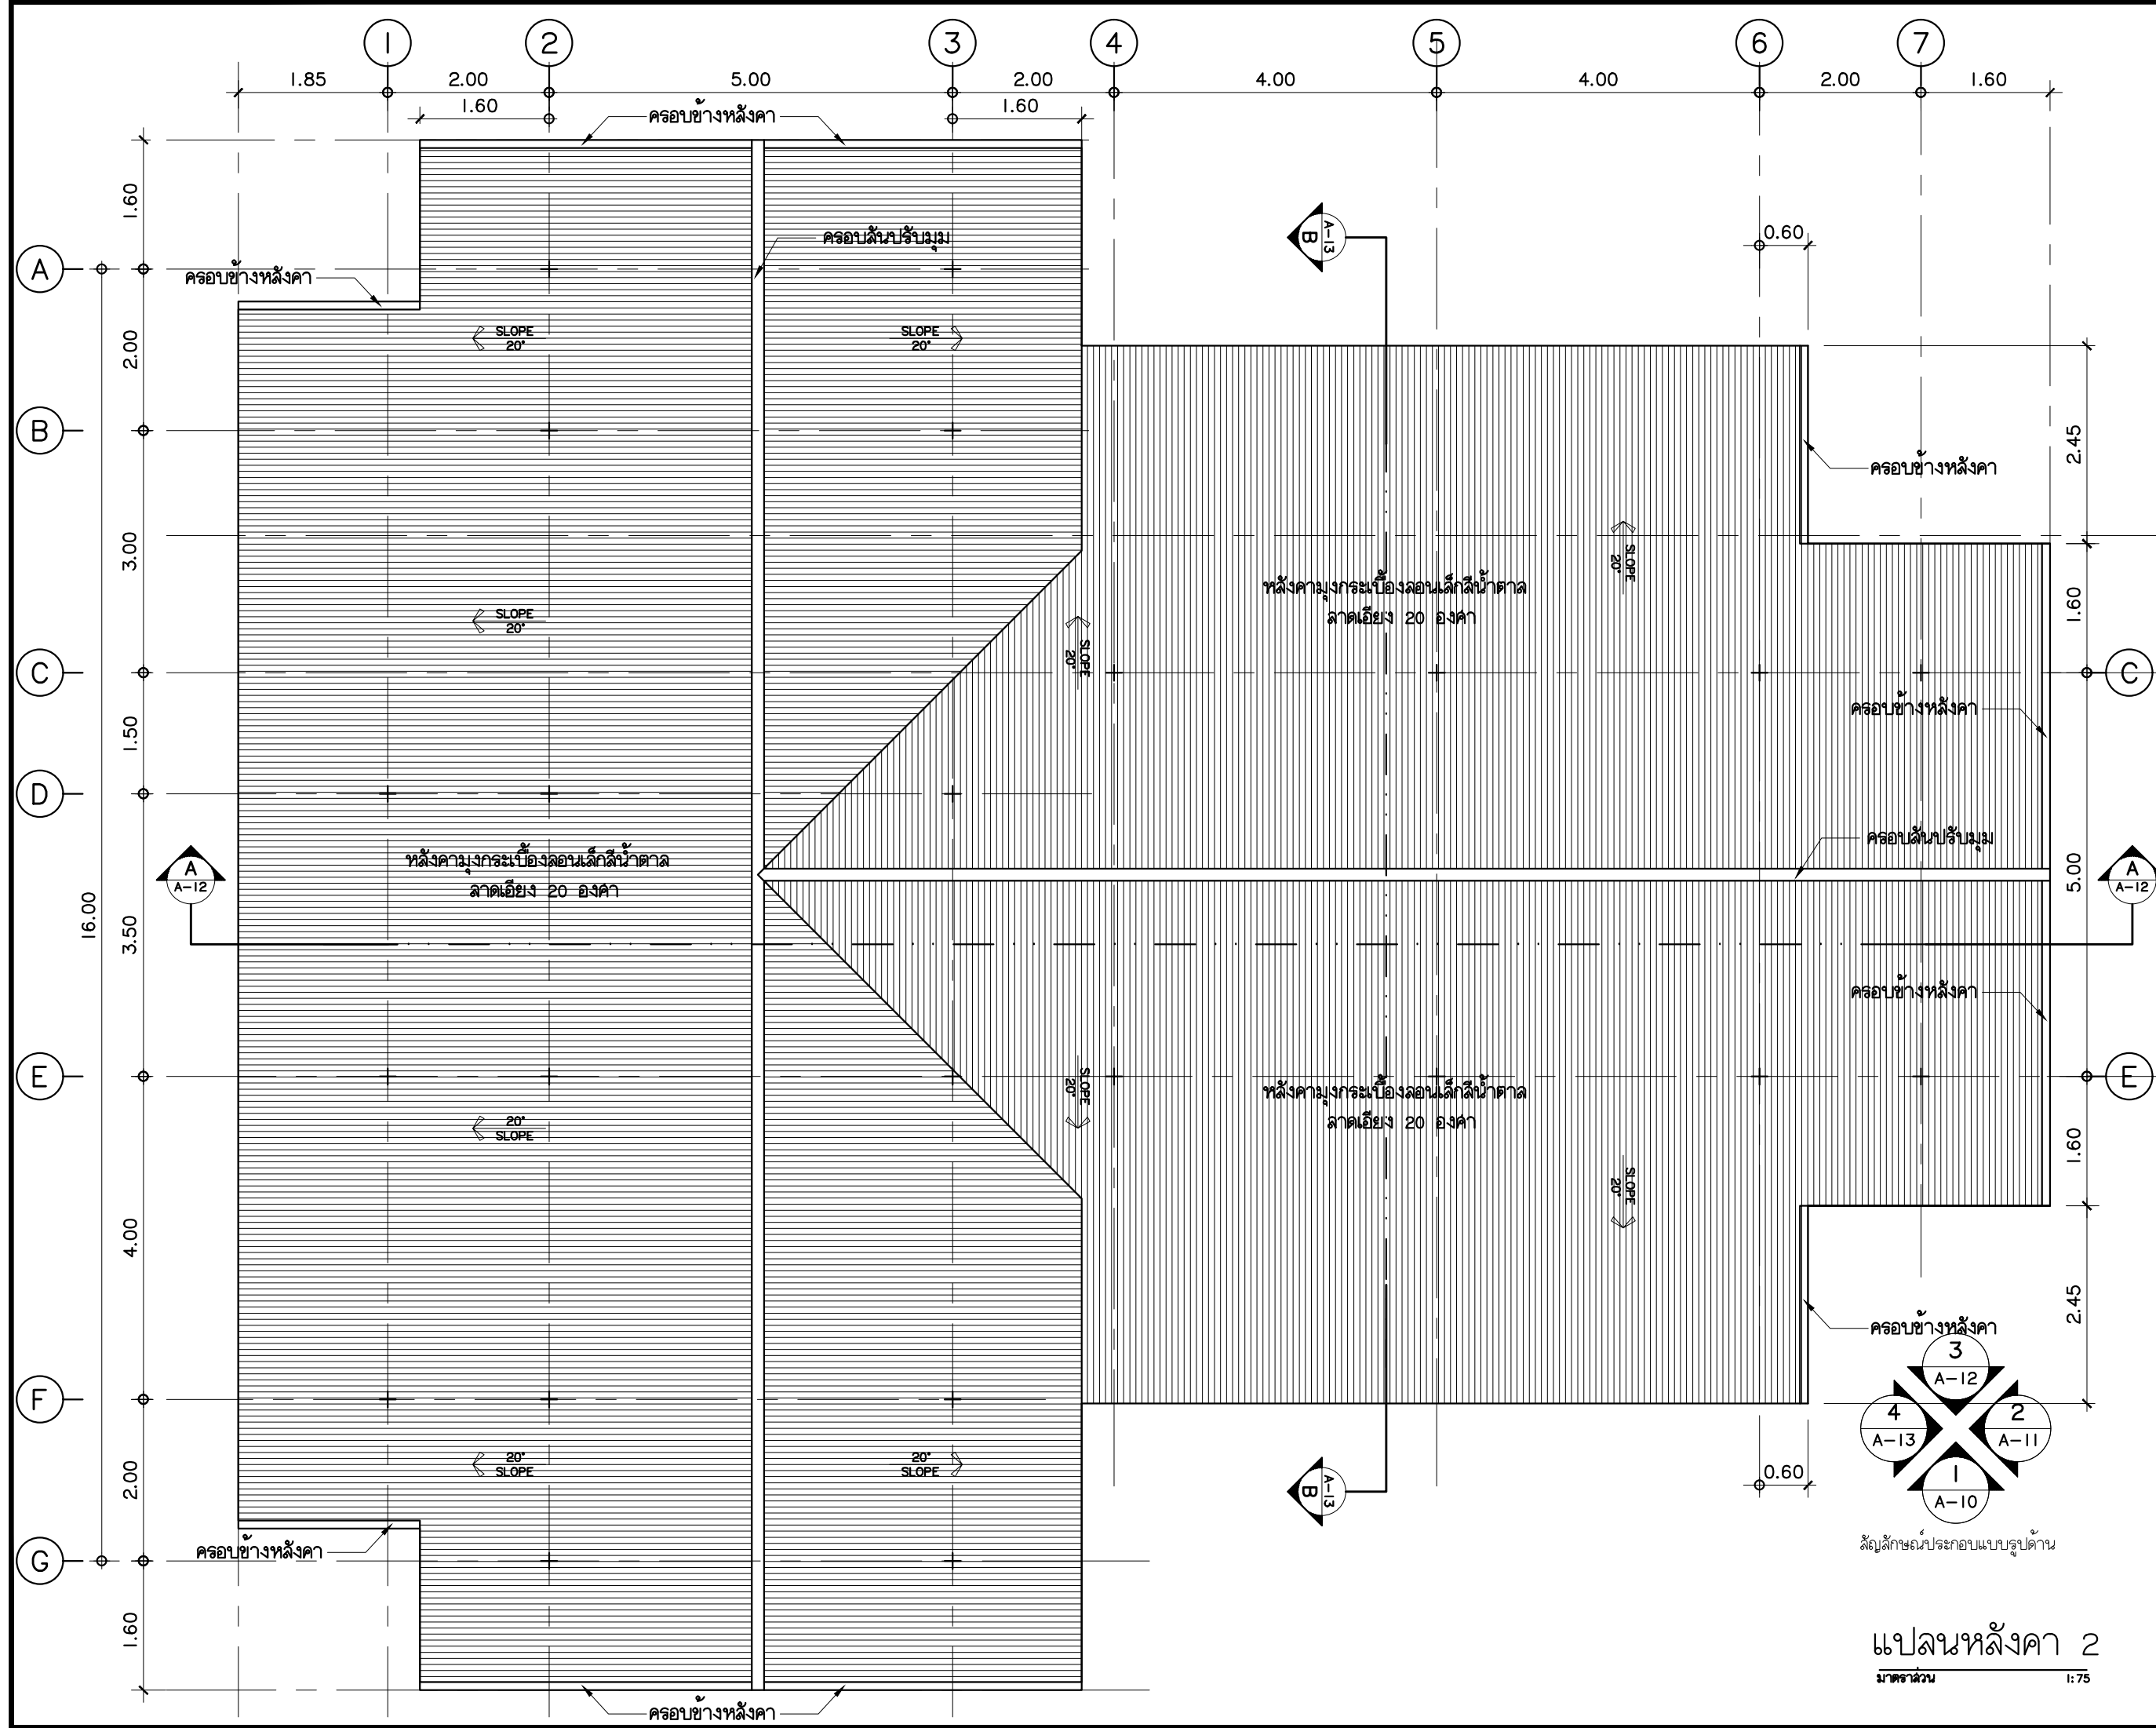 1 2 3 4 5 6 7
1.85 2.00 5.00 2.00 4.00 4.00 2.00 1.60
1.60 1.60
ครอบข้างหลังคา
1.60
ครอบสันปรับมุม
A-13
B
0.60
A
ครอบข้างหลังคา
SLOPE
20°
SLOPE
20°
2.00
B
2.45
ครอบข้างหลังคา
3.00
SLOPE
20°
หลังคามุงกระเบื้องลอนเล็กสีน้ำตาล
ลาดเอียง 20 องศา
1.60
SLOPE
20°
SLOPE
20°
C
C
ครอบข้างหลังคา
1.50
D
ครอบสันปรับมุม
หลังคามุงกระเบื้องลอนเล็กสีน้ำตาล
ลาดเอียง 20 องศา
A
A-12
A
A-12
5.00
16.00
3.50
ครอบข้างหลังคา
E
E
SLOPE
20°
หลังคามุงกระเบื้องลอนเล็กสีน้ำตาล
ลาดเอียง 20 องศา
20°
SLOPE
1.60
SLOPE
20°
4.00
2.45
ครอบข้างหลังคา
3
A-12
F
4
A-13
2
A-11
20°
SLOPE
20°
SLOPE
2.00
A-13
B
0.60
1
A-10
ครอบข้างหลังคา
สัญลักษณ์ประกอบแบบรูปด้าน
G
1.60
แปลนหลังคา 2
มาตราส่วน 1:75
ครอบข้างหลังคา